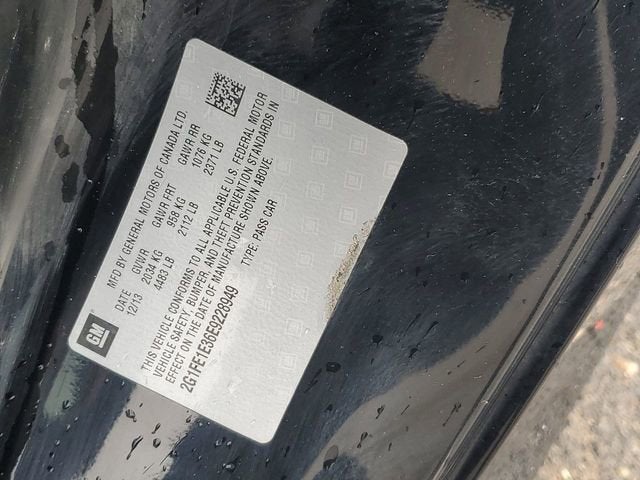 GM
MFD BY GENERAL MOTORS OF CANADA LTD.
DATE GVWR GAWR FRT GAWR RR
12/13 2034 KG 958 KG 1076 KG
4483 LB 2112 LB 2371 LB
THIS VEHICLE CONFORMS TO ALL APPLICABLE U.S. FEDERAL MOTOR
VEHICLE SAFETY, BUMPER, AND THEFT PREVENTION STANDARDS IN
EFFECT ON THE DATE OF MANUFACTURE SHOWN ABOVE.
2G1FE1E36E9228949 TYPE: PASS CAR